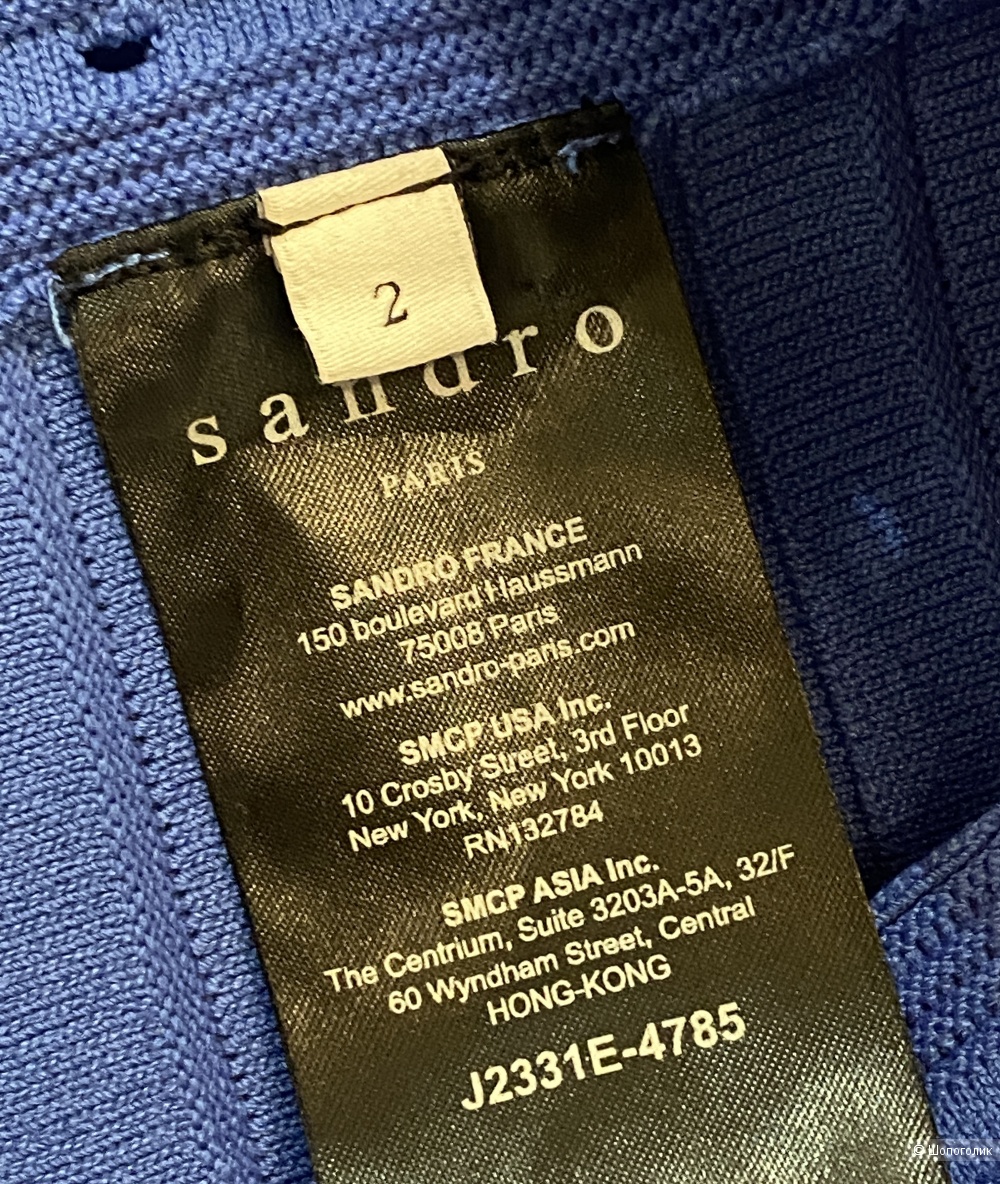 2
sandro
PARIS
SANDRO FRANCE
150 boulevard Haussmann
75008 Paris
www.sandro-paris.com
SMCP USA Inc.
10 Crosby Street, 3rd Floor
New York, New York 10013
RN132784
SMCP ASIA Inc.
The Centrium, Suite 3203A-5A, 32/F
60 Wyndham Street, Central
HONG-KONG
J2331E-4785
© Шопоголик